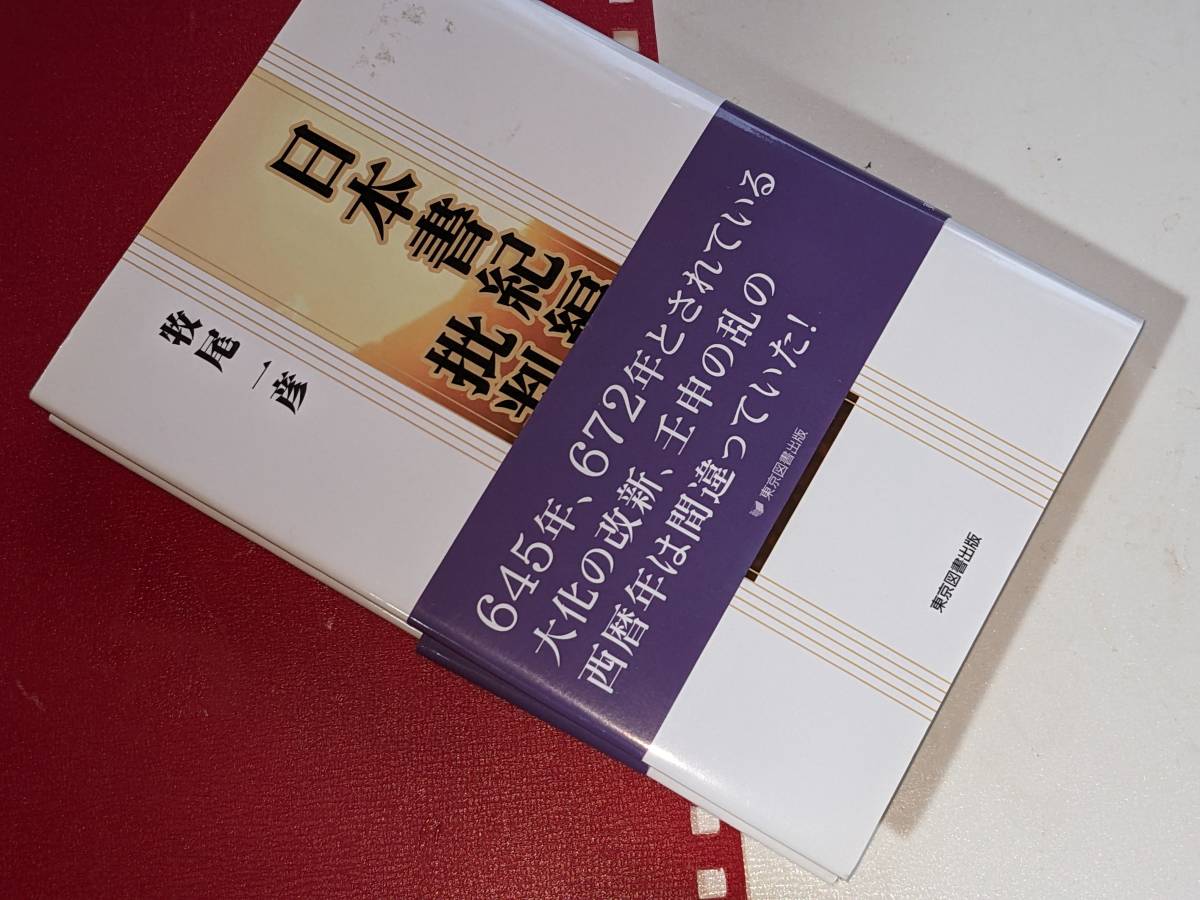 日本書紀編
批判
牧尾一彦
645年、672年とされている
大化の改新、壬申の乱の
西暦年は間違っていた!
東京図書出版
東京図書出版